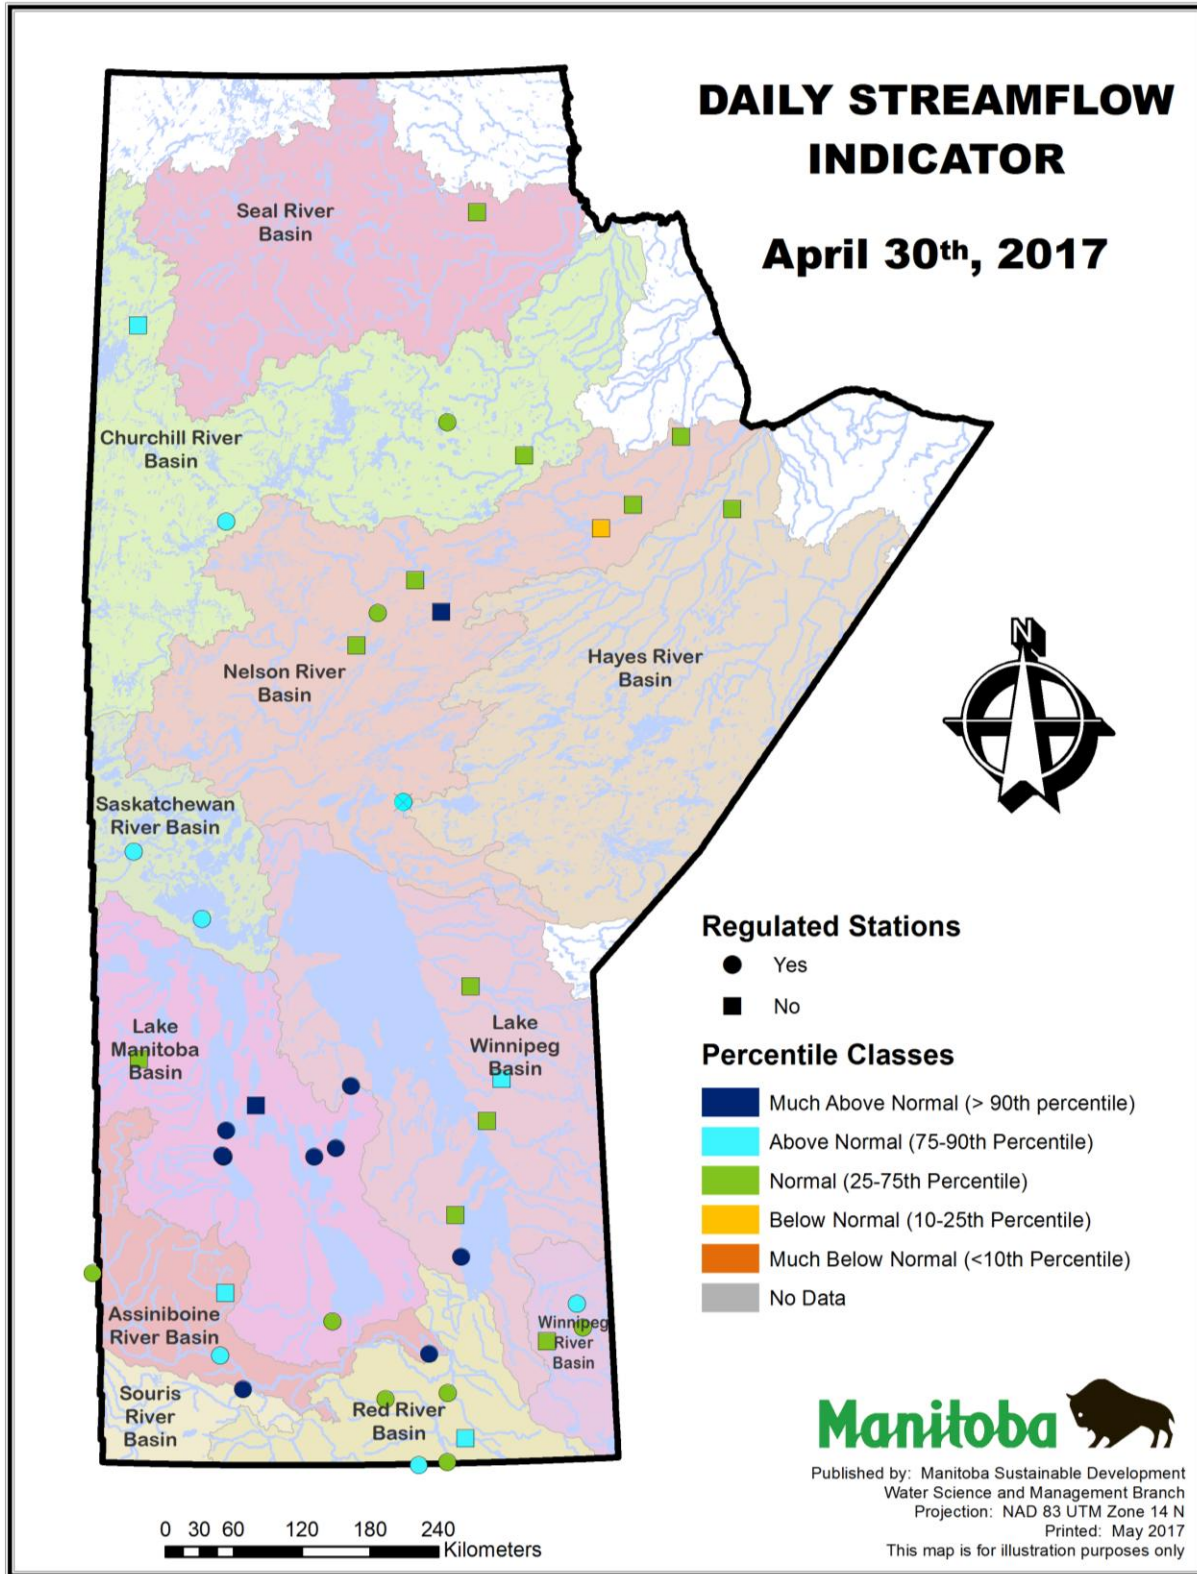 DAILY STREAMFLOW
INDICATOR
April 30th, 2017
Seal River
Basin
Churchill River
Basin
Nelson River
Basin
Hayes River
Basin
N
Saskatchewan
River Basin
Lake
Manitoba
Basin
Lake
Winnipeg
Basin
Assiniboine
River Basin
Winnipeg
River
Basin
Souris
River
Basin
Red River
Basin
Regulated Stations
Yes
No
Percentile Classes
Much Above Normal (> 90th percentile)
Above Normal (75-90th Percentile)
Normal (25-75th Percentile)
Below Normal (10-25th Percentile)
Much Below Normal (<10th Percentile)
No Data
Manitoba
Published by: Manitoba Sustainable Development
Water Science and Management Branch
Projection: NAD 83 UTM Zone 14 N
Printed: May 2017
This map is for illustration purposes only
0 30 60 120 180 240
Kilometers